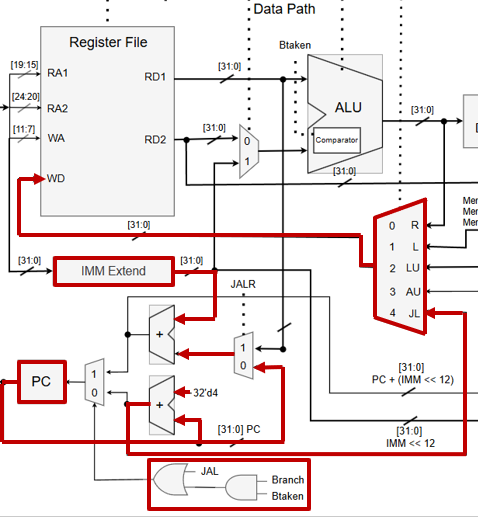 Data Path
Register File
Btaken
[19:15]
RA1
RD1
[31:0]
[24:20]
RA2
ALU
[31:0]
[11:7]
WA
RD2
[31:0]
0
1
Comparator
WD
[31:0]
[31:0]
0 R
1 L
2 LU
3 AU
4 JL
[31:0]
IMM Extend
[31:0]
JALR
+
1
0
PC
1
0
+
32'd4
[31:0] PC
[31:0]
PC + (IMM << 12)
[31:0]
IMM << 12
JAL
Branch
Btaken